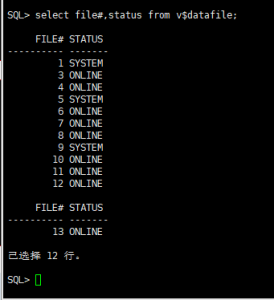 SQL> select file#,status from v$datafile;
FILE# STATUS
---------- -------
1 SYSTEM
3 ONLINE
4 ONLINE
5 SYSTEM
6 ONLINE
7 ONLINE
8 ONLINE
9 SYSTEM
10 ONLINE
11 ONLINE
12 ONLINE
FILE# STATUS
---------- -------
13 ONLINE
已选择 12 行。
SQL>